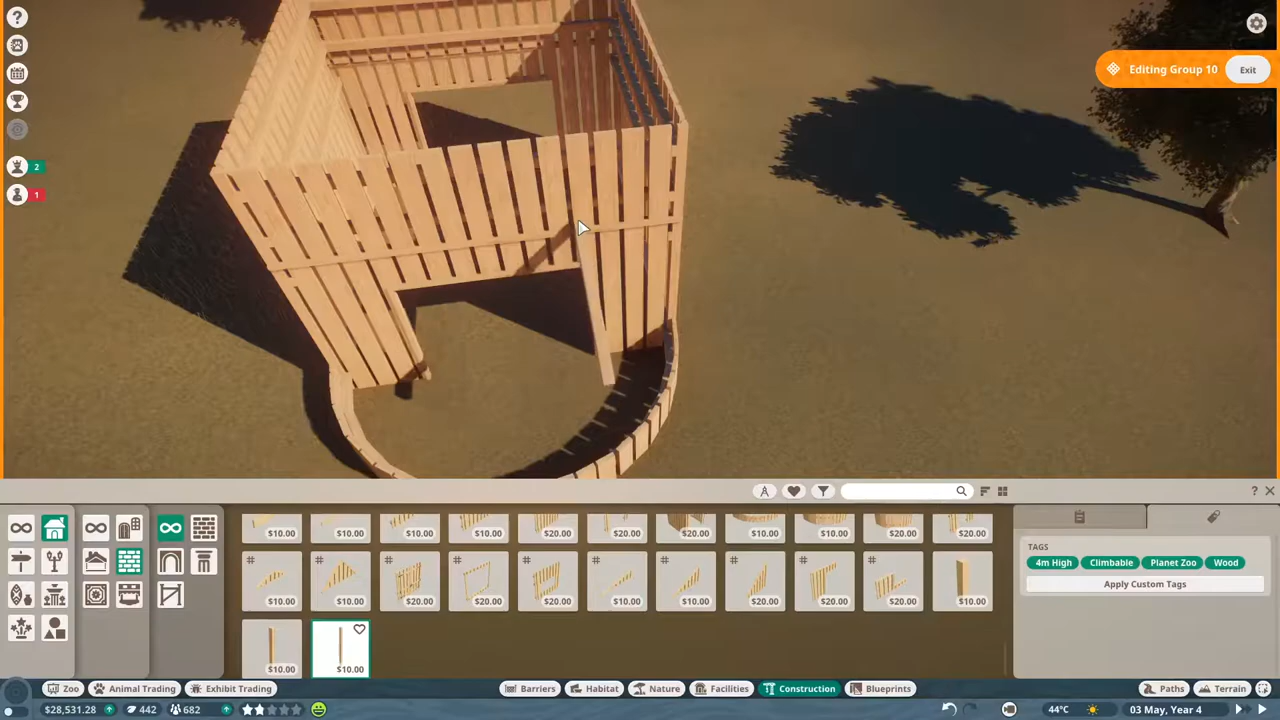 ?
Editing Group 10
Exit
2
1
? ×
$10.00 $10.00 $10.00 $10.00 $20.00 $20.00 $20.00 $10.00 $10.00 $20.00 $20.00
# # # # # # # # # #
$10.00 $10.00 $20.00 $20.00 $20.00 $10.00 $10.00 $20.00 $20.00 $20.00 $10.00
$10.00 $10.00
TAGS
4m High Climbable Planet Zoo Wood
Apply Custom Tags
Zoo Animal Trading Exhibit Trading Barriers Habitat Nature Facilities Construction Blueprints Paths Terrain
$28,531.28 442 682 44°C 03 May, Year 4